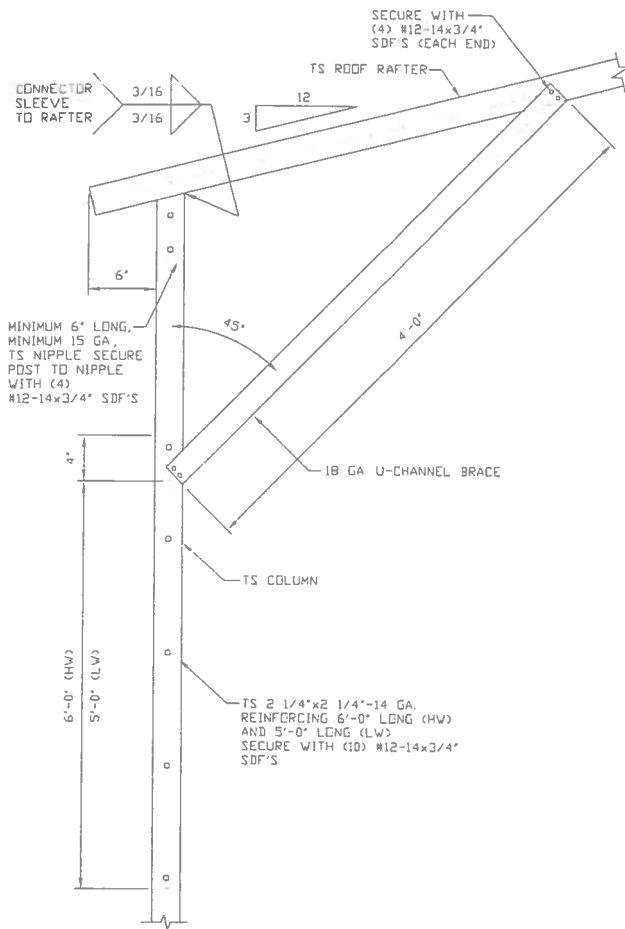 SECURE WITH
(4) #12-14x3/4"
SDF'S (EACH END)
TS ROOF RAFTER
CONNECTOR
SLEEVE
TO RAFTER
3/16
3/16
12
3
6"
MINIMUM 6" LONG,
MINIMUM 15 GA,
TS NIPPLE SECURE
POST TO NIPPLE
WITH (4)
#12-14x3/4" SDF'S
45°
4'-0"
4"
18 GA U-CHANNEL BRACE
TS COLUMN
6'-0" (HW)
5'-0" (LW)
TS 2 1/4"x2 1/4"-14 GA.
REINFORCING 6'-0" LONG (HW)
AND 5'-0" LONG (LW)
SECURE WITH (10) #12-14x3/4"
SDF'S